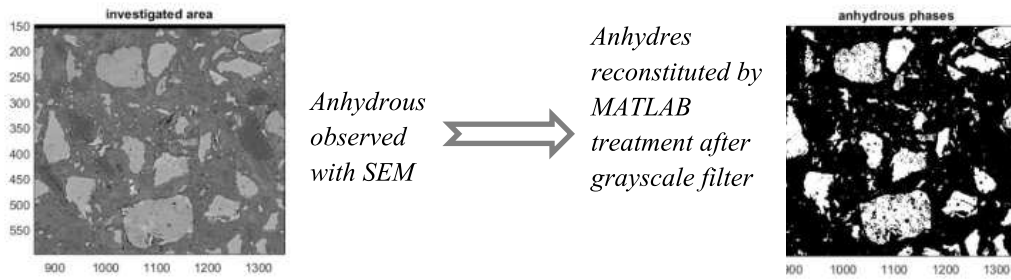 investigated area
150
200
250
300
350
400
450
500
550
900 1000 1100 1200 1300
Anhydrous
observed
with SEM
Anhydres
reconstituted by
MATLAB
treatment after
grayscale filter
anhydrous phases
1000 1100 1200 1300